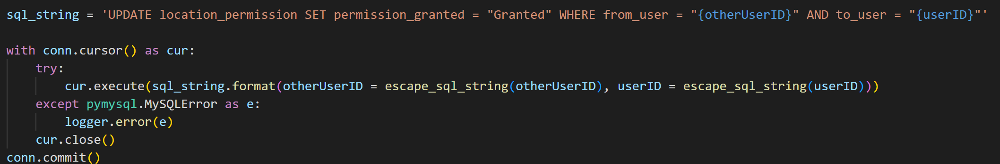 sql_string = 'UPDATE location_permission SET permission_granted = "Granted" WHERE from_user = "{otherUserID}" AND to_user = "{userID}"'
with conn.cursor() as cur:
try:
cur.execute(sql_string.format(otherUserID = escape_sql_string(otherUserID), userID = escape_sql_string(userID)))
except pymysql.MySQLError as e:
logger.error(e)
cur.close()
conn.commit()